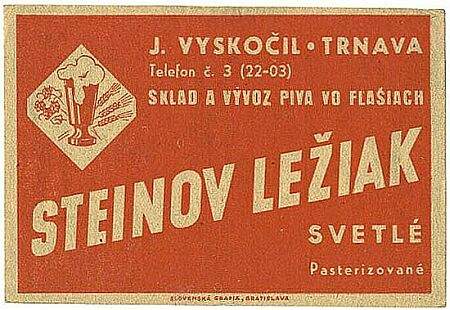 J. VYSKOČIL • TRNAVA
Telefon č. 3 (22-03)
SKLAD A VÝVOZ PIVA VO FLAŠIACH
STEINOV LEŽIAK
SVETLÉ
Pasterizované
SLOVENSKÁ GRAFIA, BRATISLAVA